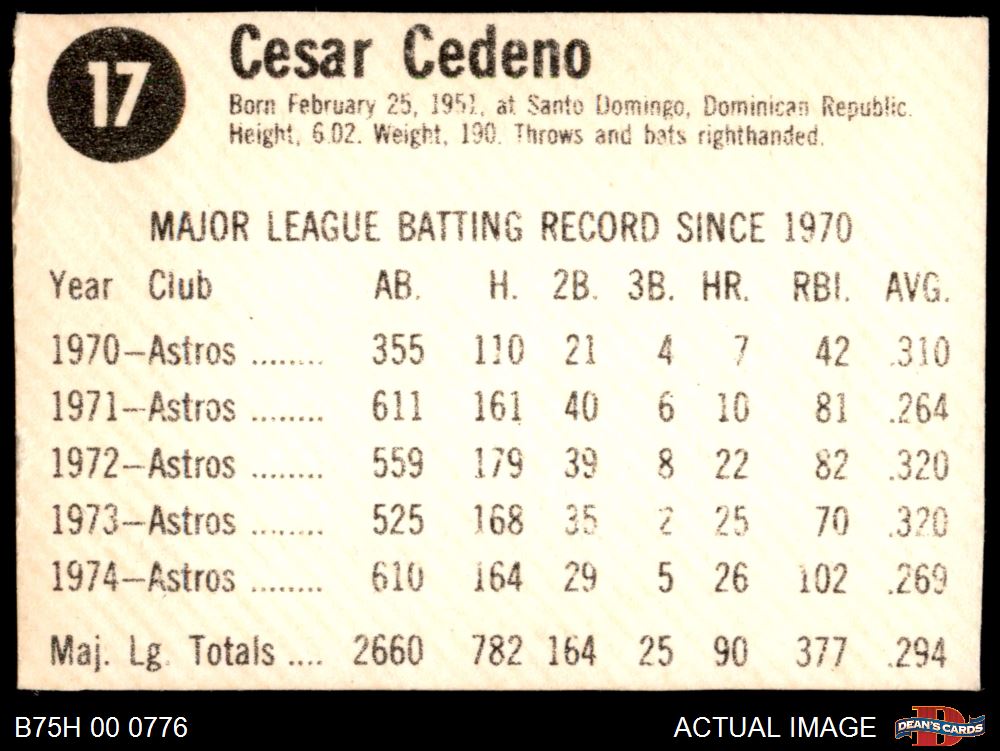 17
Cesar Cedeno
Born February 25, 1951, at Santo Domingo, Dominican Republic.
Height, 6.02. Weight, 190. Throws and bats righthanded.
MAJOR LEAGUE BATTING RECORD SINCE 1970
Year Club AB. H. 2B. 3B. HR. RBI. AVG.
1970—Astros ........ 355 110 21 4 7 42 .310
1971—Astros ........ 611 161 40 6 10 81 .264
1972—Astros ........ 559 179 39 8 22 82 .320
1973—Astros ........ 525 168 35 2 25 70 .320
1974—Astros ........ 610 164 29 5 26 102 .269
Maj. Lg. Totals .... 2660 782 164 25 90 377 .294
B75H 00 0776 ACTUAL IMAGE DEAN'S CARDS